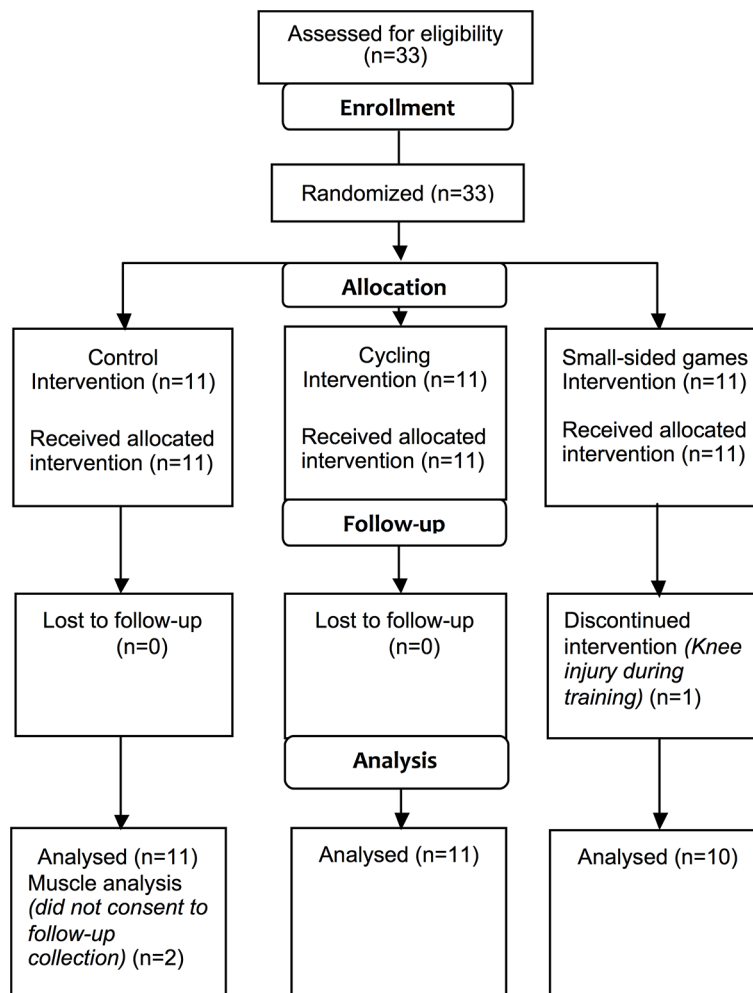 Assessed for eligibility
(n=33)
Enrollment
Randomized (n=33)
Allocation
Control
Intervention (n=11)
Received allocated
intervention (n=11)
Cycling
Intervention (n=11)
Received allocated
intervention (n=11)
Small-sided games
Intervention (n=11)
Received allocated
intervention (n=11)
Follow-up
Lost to follow-up
(n=0)
Lost to follow-up
(n=0)
Discontinued
intervention (Knee
injury during
training) (n=1)
Analysis
Analysed (n=11)
Muscle analysis
(did not consent to
follow-up
collection) (n=2)
Analysed (n=11)
Analysed (n=10)